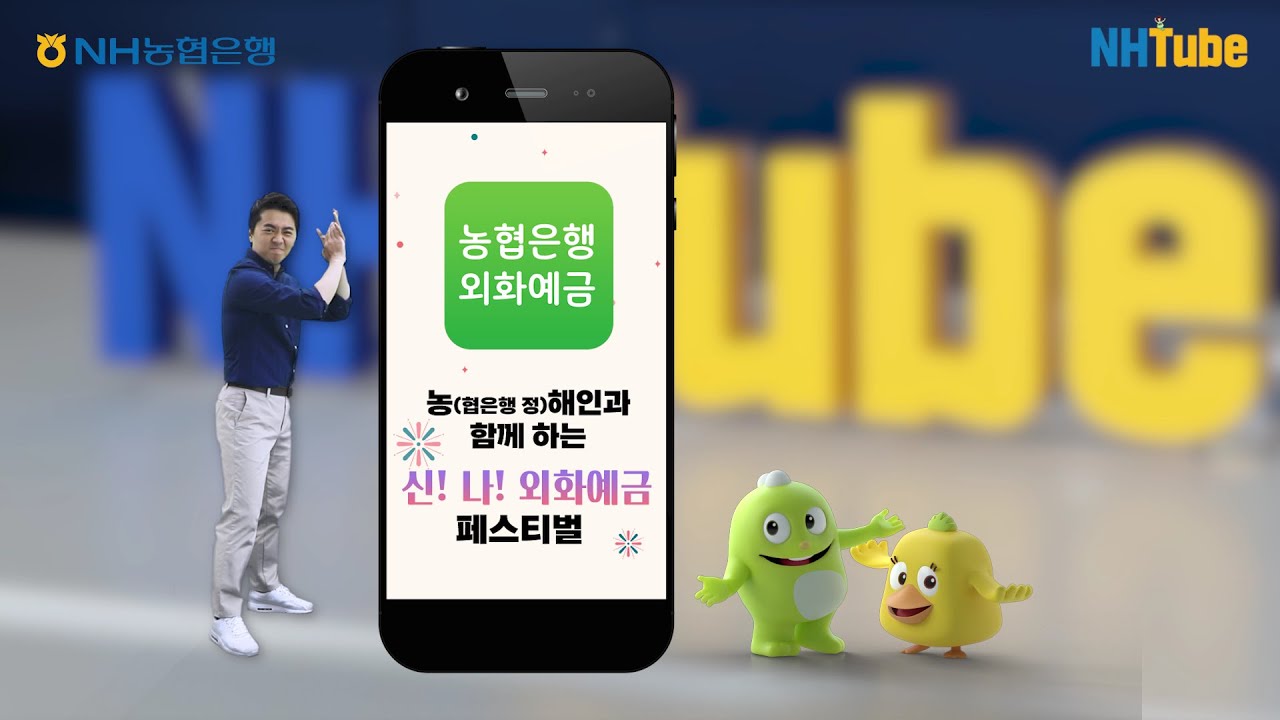 NH농협은행
NHTube
NHTube
농협은행
외화예금
농(협은행 정)해인과
함께 하는
신! 나! 외화예금
페스티벌